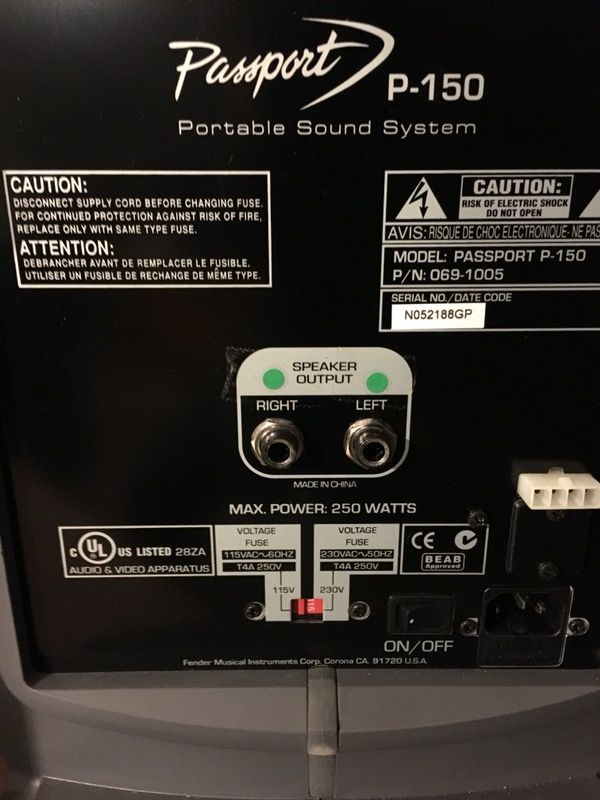 Passport
P-150
Portable Sound System
CAUTION:
DISCONNECT SUPPLY CORD BEFORE CHANGING FUSE.
FOR CONTINUED PROTECTION AGAINST RISK OF FIRE,
REPLACE ONLY WITH SAME TYPE FUSE.
ATTENTION:
DEBRANCHER AVANT DE REMPLACER LE FUSIBLE.
UTILISER UN FUSIBLE DE RECHANGE DE MÊME TYPE.
CAUTION:
RISK OF ELECTRIC SHOCK
DO NOT OPEN
AVIS: RISQUE DE CHOC ELECTRONIQUE- NE PAS
MODEL: PASSPORT P-150
P/N: 069-1005
SERIAL NO./DATE CODE
N052188GP
SPEAKER
OUTPUT
RIGHT LEFT
MADE IN CHINA
MAX. POWER: 250 WATTS
C UL US LISTED 28ZA
AUDIO & VIDEO APPARATUS
VOLTAGE
FUSE
115VAC~60HZ
T4A 250V
115V
VOLTAGE
FUSE
230VAC~50HZ
T4A 250V
230V
115
CE
BEAB
Approved
ON/OFF
Fender Musical Instruments Corp. Corona CA. 91720 U.S.A.